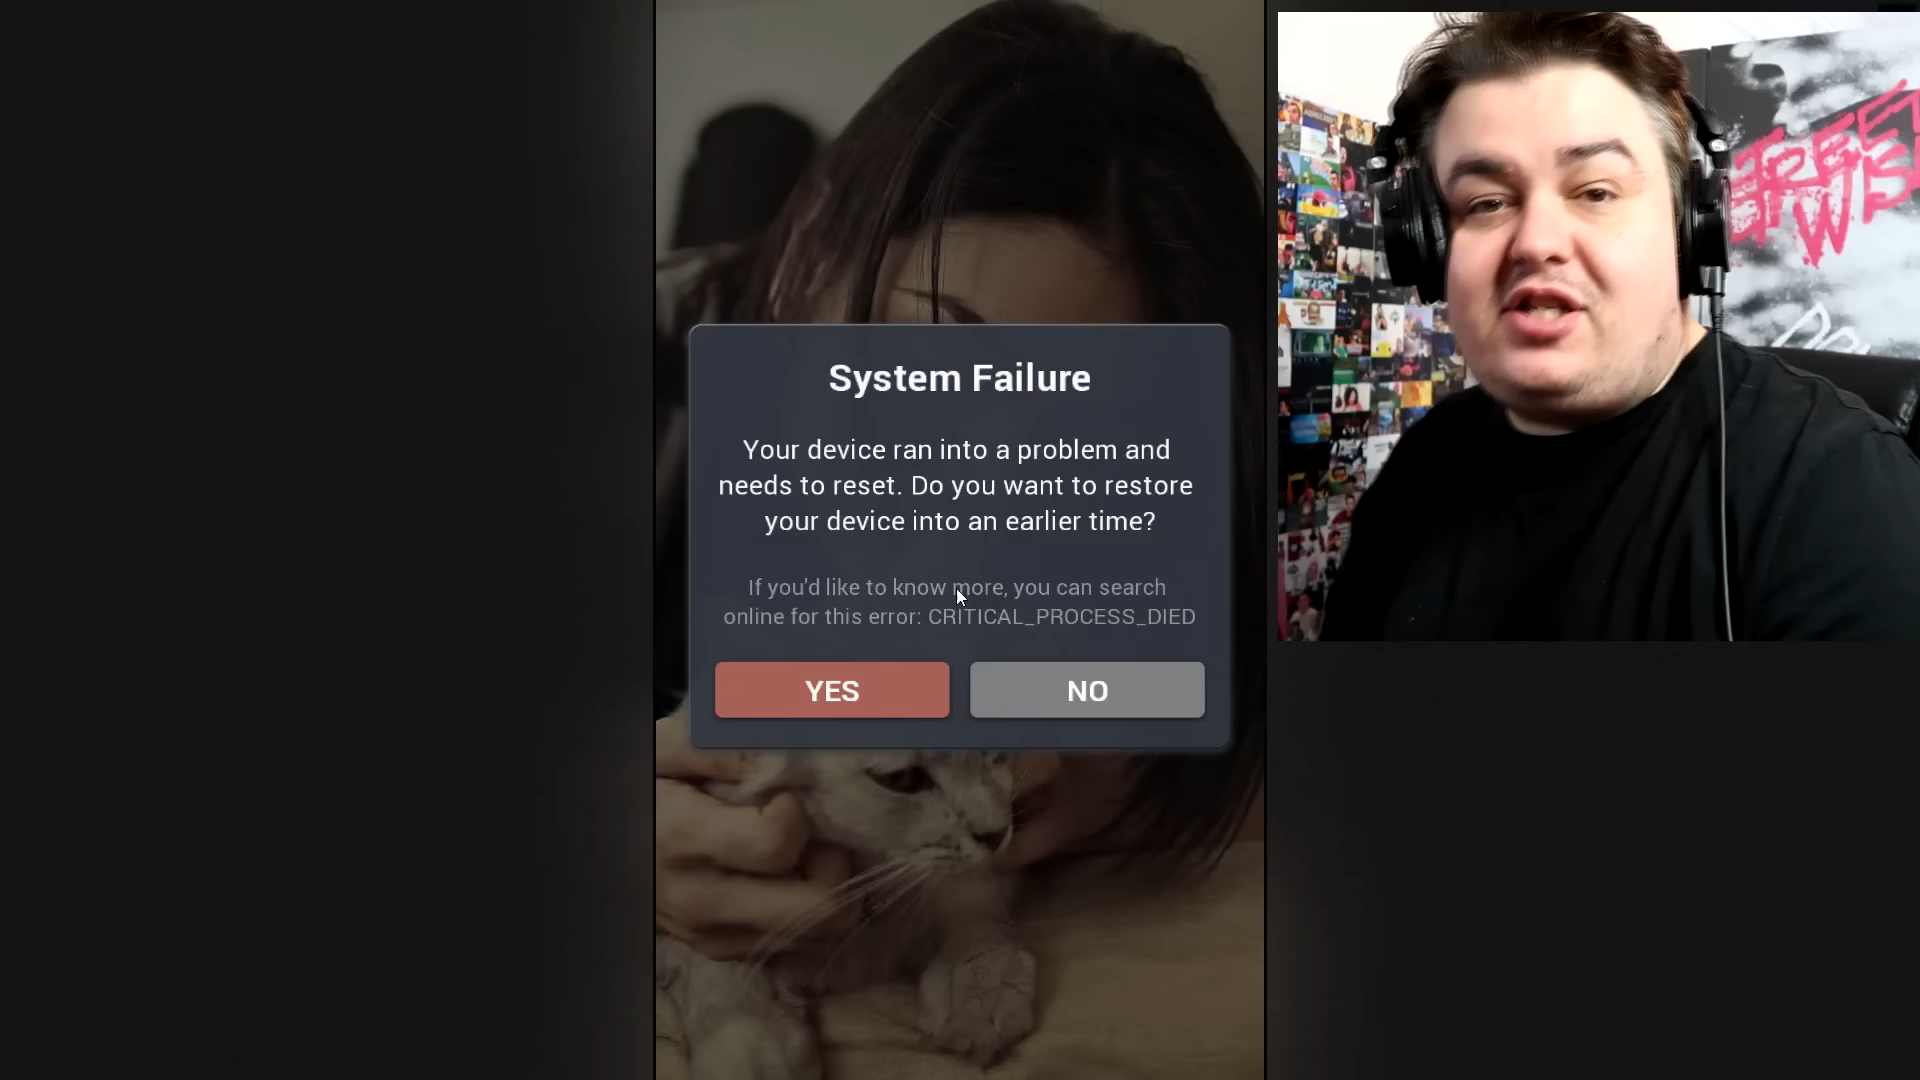 System Failure
Your device ran into a problem and
needs to reset. Do you want to restore
your device into an earlier time?
If you'd like to know more, you can search
online for this error: CRITICAL_PROCESS_DIED
YES
NO